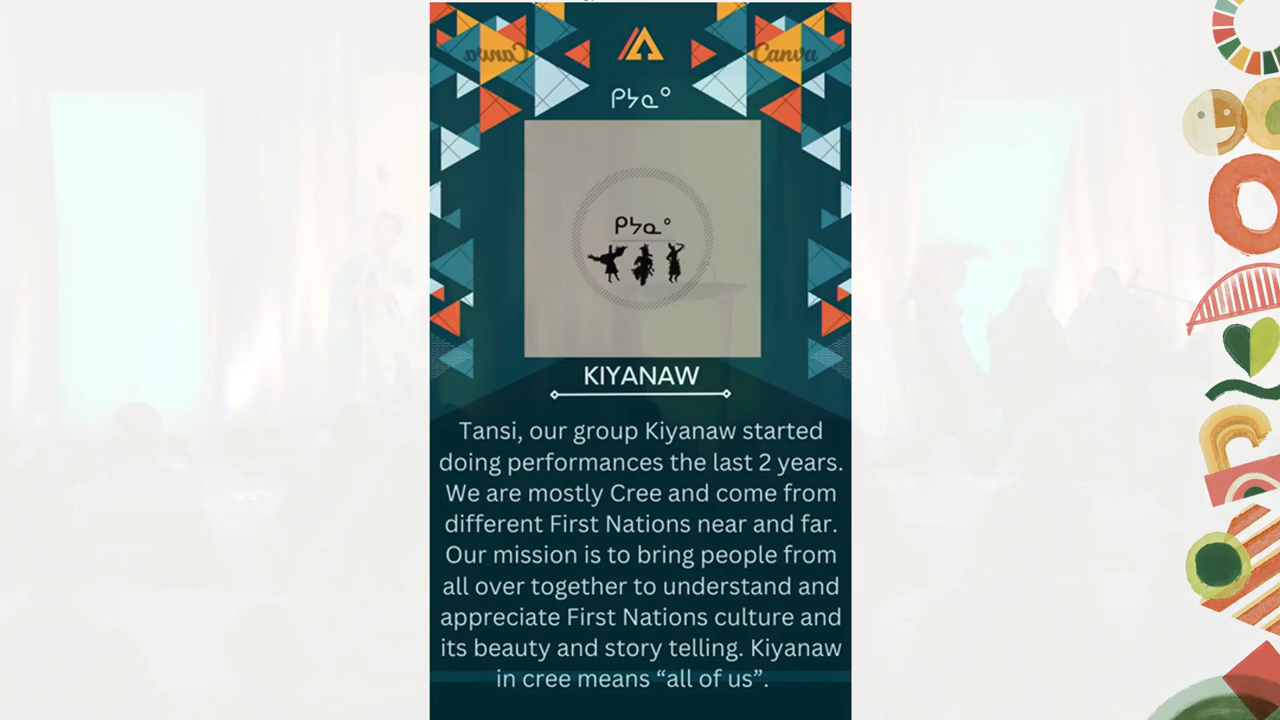 Canva
Canva
ᑭᔭᓇᐤ
ᑭᔭᓇᐤ
KIYANAW
Tansi, our group Kiyanaw started
doing performances the last 2 years.
We are mostly Cree and come from
different First Nations near and far.
Our mission is to bring people from
all over together to understand and
appreciate First Nations culture and
its beauty and story telling. Kiyanaw
in cree means “all of us”.